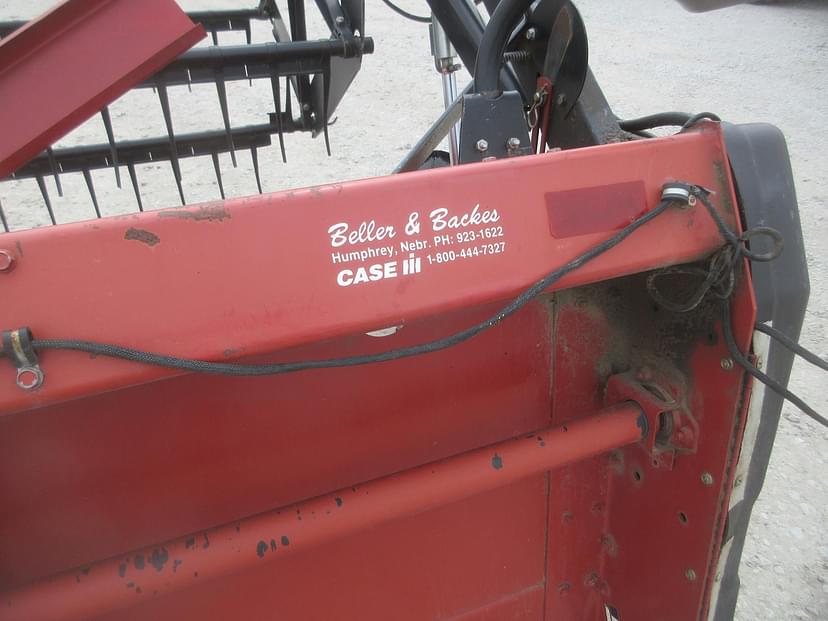 Beller & Backes
Humphrey, Nebr. PH: 923-1622
CASE IH 1-800-444-7327